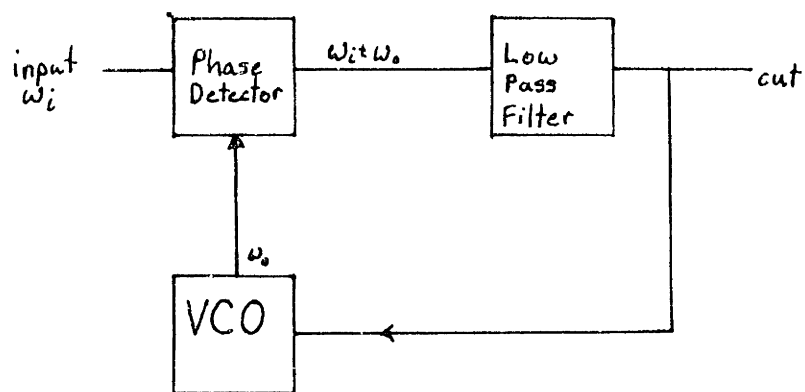 input
ωi
Phase
Detector
ωi±ω0
Low
Pass
Filter
out
ω0
VCO